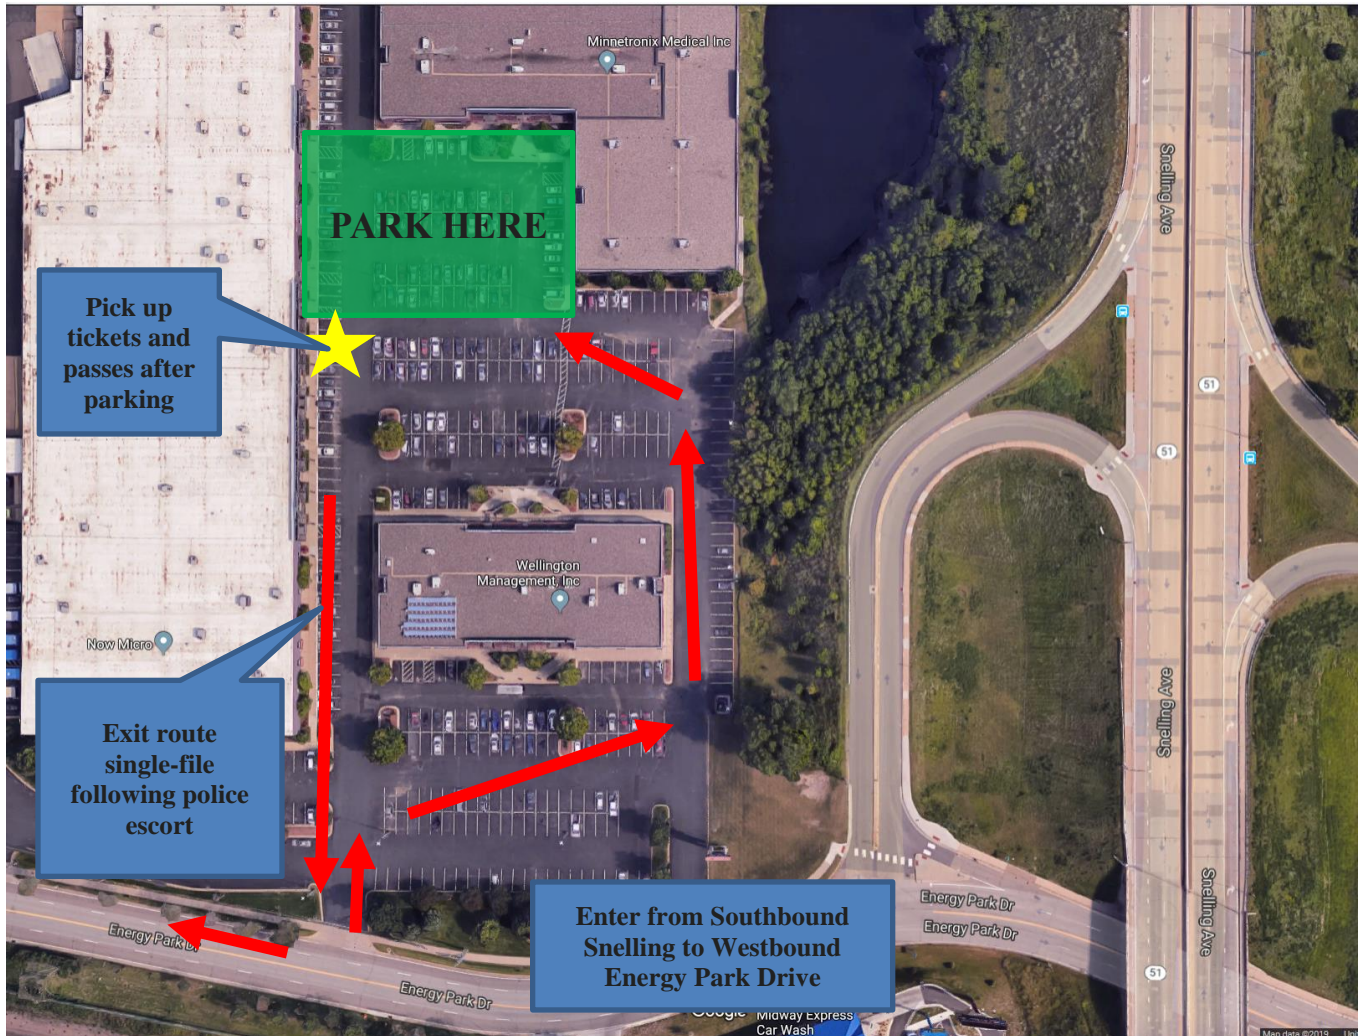 Minnetronix Medical Inc
PARK HERE
Pick up
tickets and
passes after
parking
Snelling Ave
Snelling Ave
51
51
51
Wellington
Management, Inc
Now Micro
Snelling Ave
Snelling Ave
Exit route
single-file
following police
escort
Enter from Southbound
Snelling to Westbound
Energy Park Drive
Energy Park Dr
Energy Park Dr
Energy Park Dr
Energy Park Dr
51
Google
Midway Express
Car Wash
Map data ©2019